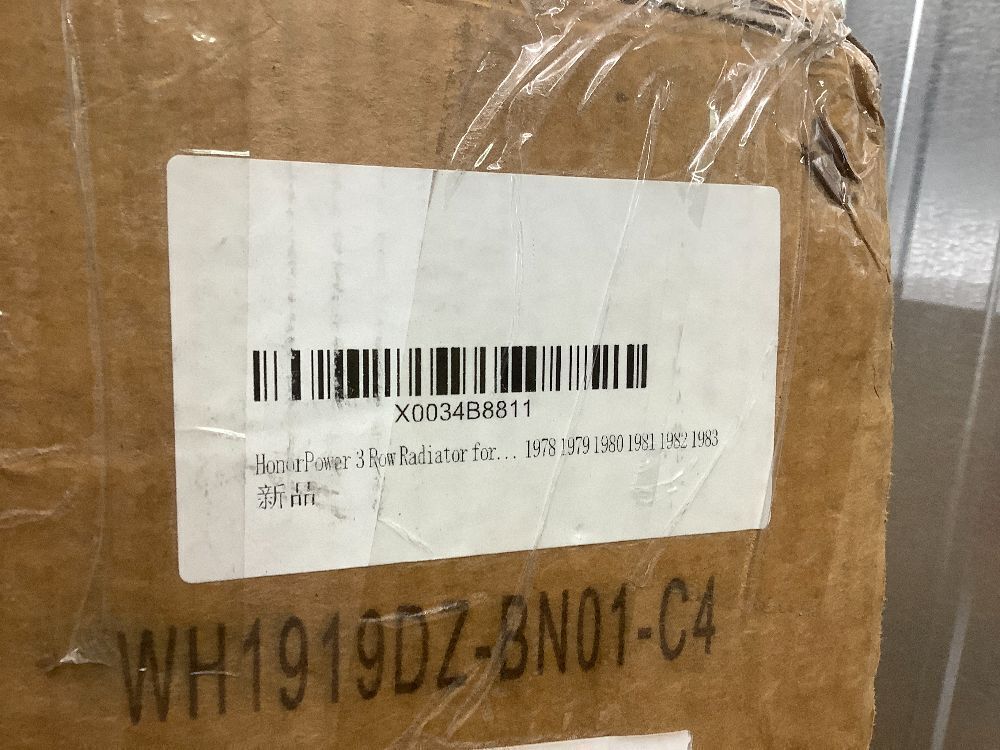 X0034B8811
HonorPower 3 Row Radiator for... 1978 1979 1980 1981 1982 1983
新品
WH1919DZ-BN01-C4